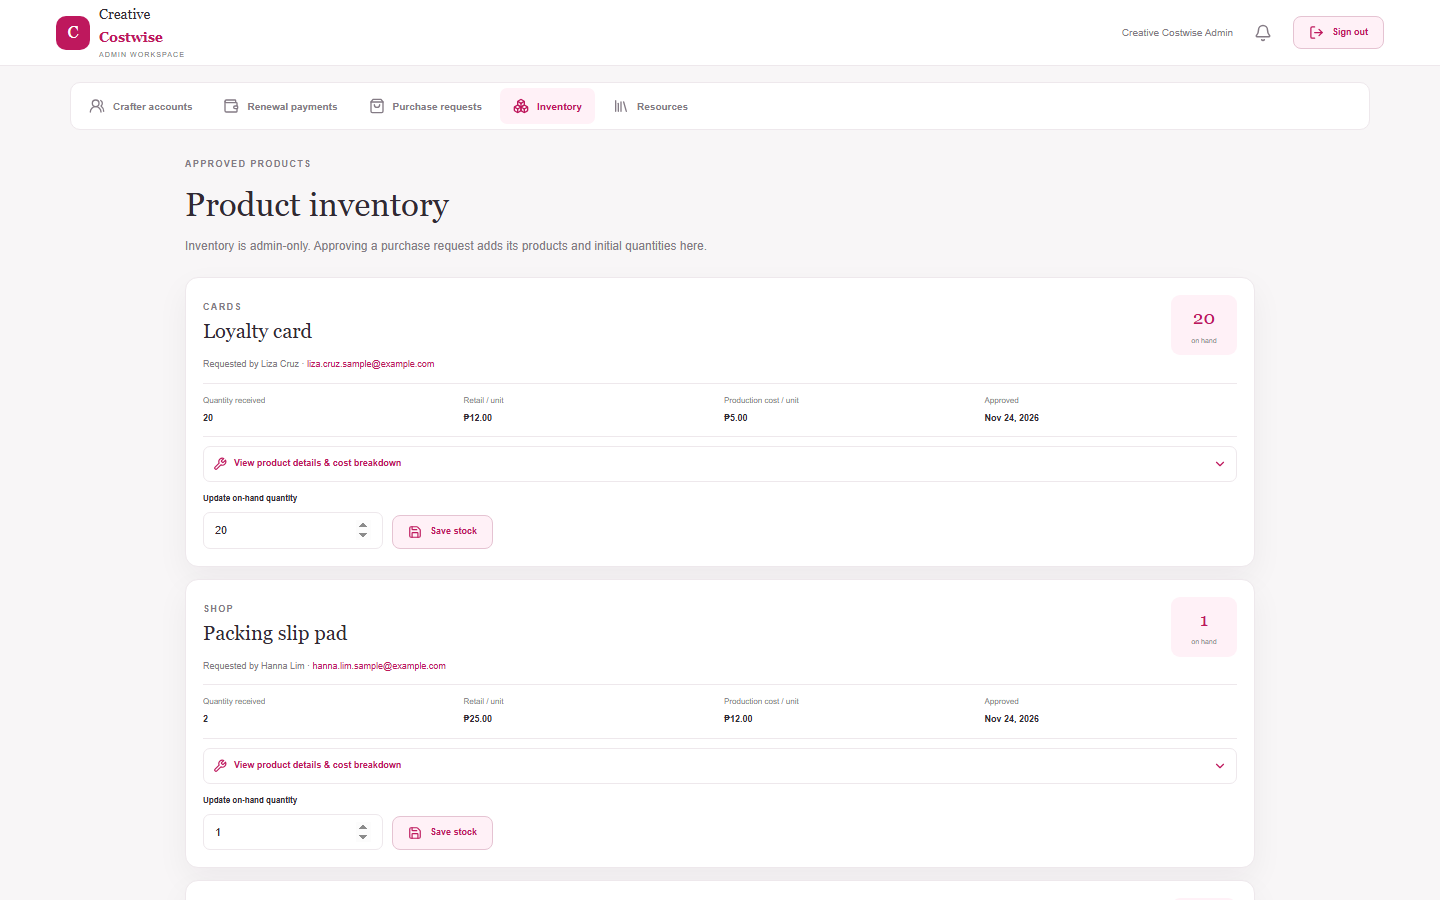 C
Creative
Costwise
ADMIN WORKSPACE
Creative Costwise Admin
Sign out
Crafter accounts
Renewal payments
Purchase requests
Inventory
Resources
APPROVED PRODUCTS
Product inventory
Inventory is admin-only. Approving a purchase request adds its products and initial quantities here.
CARDS
Loyalty card
20
on hand
Requested by Liza Cruz · liza.cruz.sample@example.com
Quantity received
20
Retail / unit
₱12.00
Production cost / unit
₱5.00
Approved
Nov 24, 2026
View product details & cost breakdown
Update on-hand quantity
20
Save stock
SHOP
Packing slip pad
1
on hand
Requested by Hanna Lim · hanna.lim.sample@example.com
Quantity received
2
Retail / unit
₱25.00
Production cost / unit
₱12.00
Approved
Nov 24, 2026
View product details & cost breakdown
Update on-hand quantity
1
Save stock